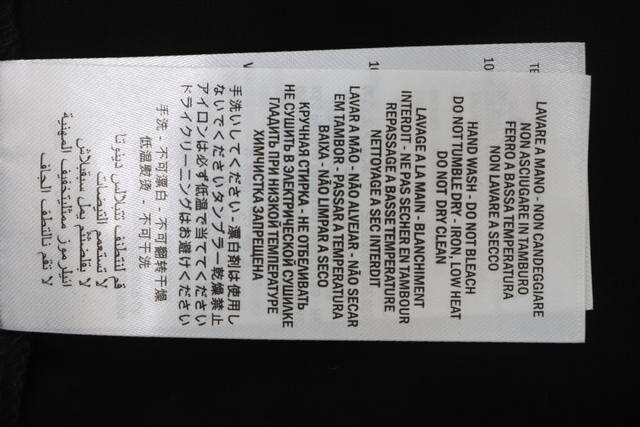 LAVARE A MANO - NON CANDEGGIARE
NON ASCIUGARE IN TAMBURO
FERRO A BASSA TEMPERATURA
NON LAVARE A SECCO
HAND WASH - DO NOT BLEACH
DO NOT TUMBLE DRY - IRON, LOW HEAT
DO NOT DRY CLEAN
LAVAGE A LA MAIN - BLANCHIMENT
INTERDIT - NE PAS SECHER EN TAMBOUR
REPASSAGE A BASSE TEMPERATURE
NETTOYAGE A SEC INTERDIT
LAVAR A MÃO - NÃO ALVEJAR - NÃO SECAR
EM TAMBOR - PASSAR A TEMPERATURA
BAIXA - NÃO LIMPAR A SECO
КРУЧНАЯ СТИРКА - НЕ ОТБЕЛИВАТЬ
НЕ СУШИТЬ В ЭЛЕКТРИЧЕСКОЙ СУШИЛКЕ
ГЛАДИТЬ ПРИ НИЗКОЙ ТЕМПЕРАТУРЕ
ХИМЧИСТКА ЗАПРЕЩЕНА
手洗いしてください - 漂白剤は使用し
ないでくださいタンブラー乾燥禁止
アイロンは必ず低温で当ててください
ドライクリーニングはお避けください
手洗 - 不可漂白 - 不可翻转干燥
低温熨烫 - 不可干洗
10
TE